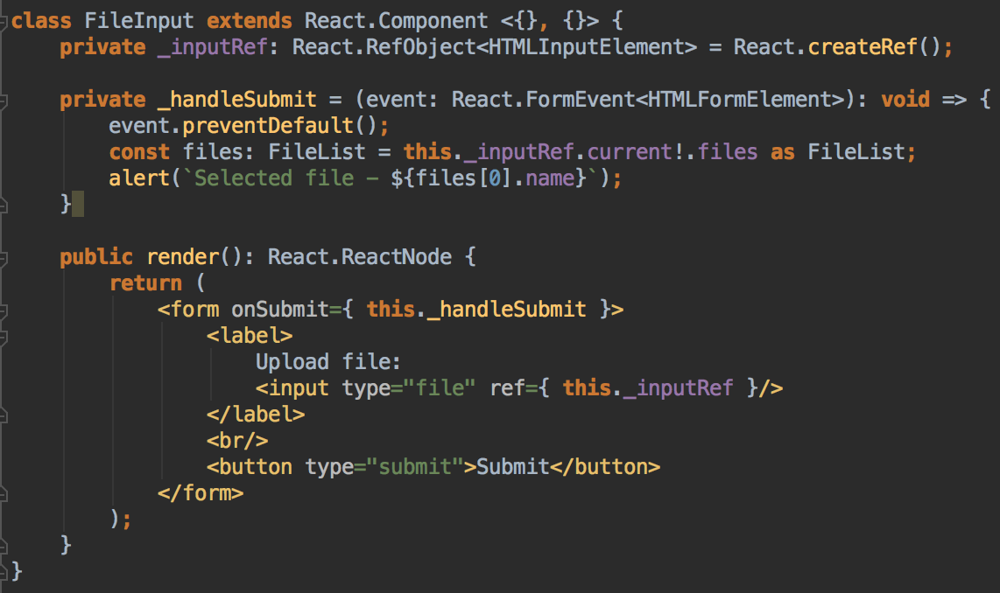 class FileInput extends React.Component <{}, {}> {
    private _inputRef: React.RefObject<HTMLInputElement> = React.createRef();

    private _handleSubmit = (event: React.FormEvent<HTMLFormElement>): void => {
        event.preventDefault();
        const files: FileList = this._inputRef.current!.files as FileList;
        alert(`Selected file - ${files[0].name}`);
    }

    public render(): React.ReactNode {
        return (
            <form onSubmit={ this._handleSubmit }>
                <label>
                    Upload file:
                    <input type="file" ref={ this._inputRef }/>
                </label>
                <br/>
                <button type="submit">Submit</button>
            </form>
        );
    }
}